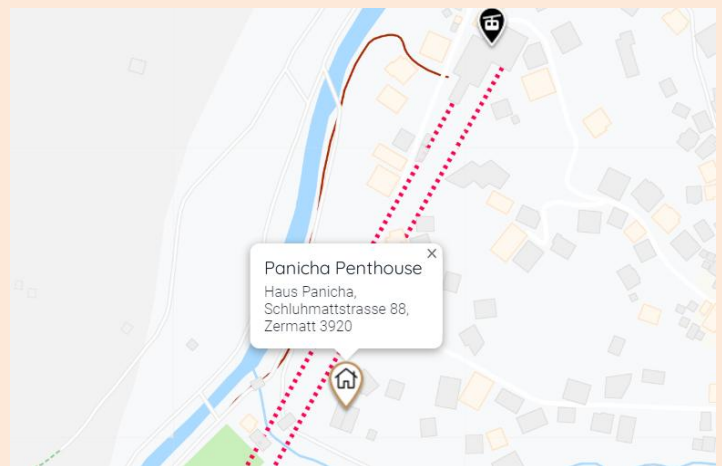 Panicha Penthouse
Haus Panicha,
Schluhmattstrasse 88,
Zermatt 3920